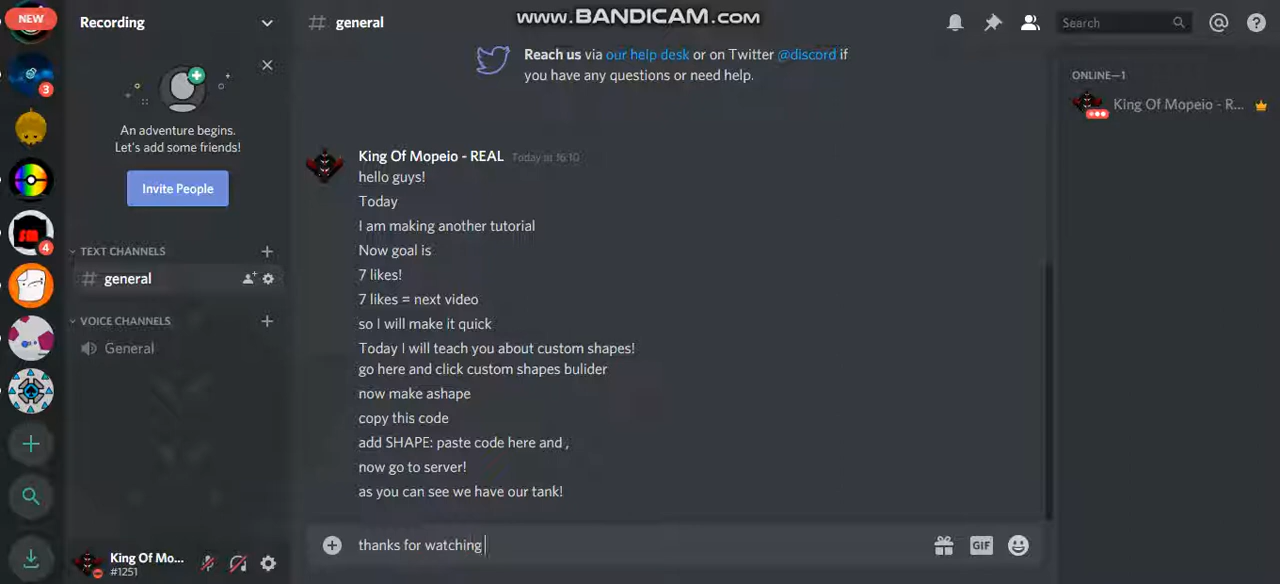 NEW
Recording
# general
www.BANDICAM.com
Search
Reach us via our help desk or on Twitter @discord if
you have any questions or need help.
ONLINE—1
King Of Mopeio - R...
3
An adventure begins.
Let's add some friends!
Invite People
King Of Mopeio - REAL Today at 16:10
hello guys!
Today
I am making another tutorial
Now goal is
7 likes!
7 likes = next video
so I will make it quick
Today I will teach you about custom shapes!
go here and click custom shapes bulider
now make ashape
copy this code
add SHAPE: paste code here and ,
now go to server!
as you can see we have our tank!
4
TEXT CHANNELS
# general
VOICE CHANNELS
General
thanks for watching
GIF
King Of Mo...
#1251